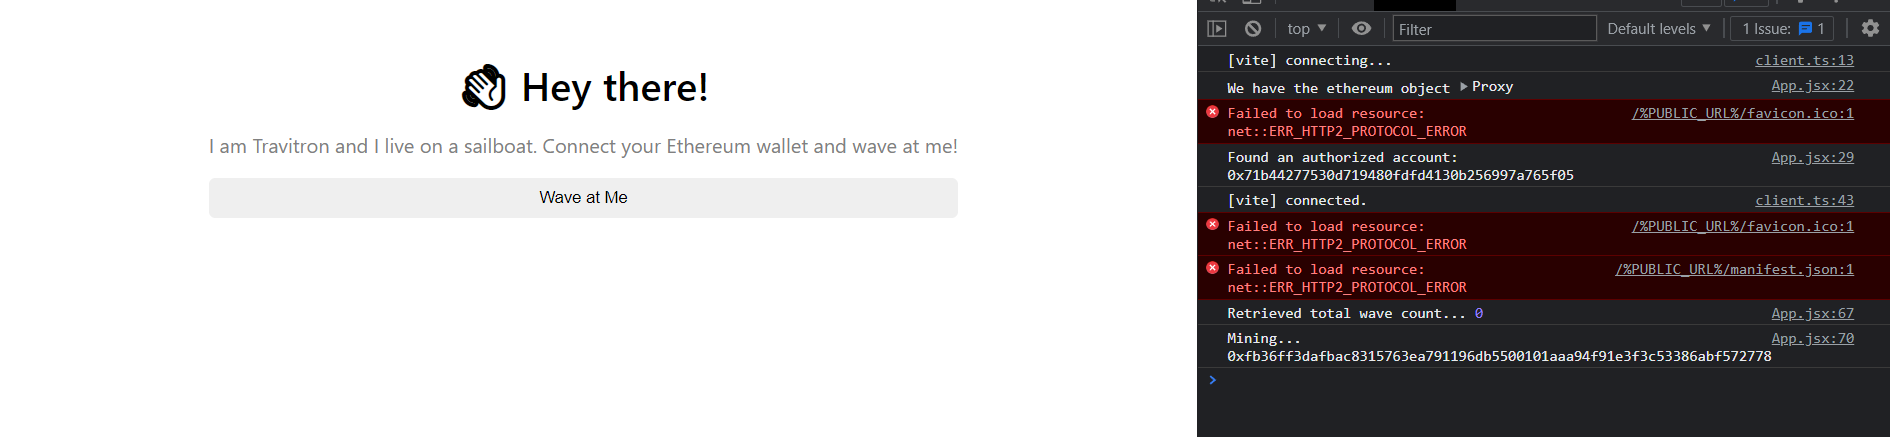 Hey there!
I am Travitron and I live on a sailboat. Connect your Ethereum wallet and wave at me!
Wave at Me
top
Filter
Default levels
1 Issue:
1
[vite] connecting...
client.ts:13
We have the ethereum object Proxy
App.jsx:22
Failed to load resource:
/%PUBLIC_URL%/favicon.ico:1
net::ERR_HTTP2_PROTOCOL_ERROR
Found an authorized account:
App.jsx:29
0x71b44277530d719480fdfd4130b256997a765f05
[vite] connected.
client.ts:43
Failed to load resource:
/%PUBLIC_URL%/favicon.ico:1
net::ERR_HTTP2_PROTOCOL_ERROR
Failed to load resource:
/%PUBLIC_URL%/manifest.json:1
net::ERR_HTTP2_PROTOCOL_ERROR
Retrieved total wave count... 0
App.jsx:67
Mining...
App.jsx:70
0xfb36ff3dafbac8315763ea791196db5500101aaa94f91e3f3c53386abf572778